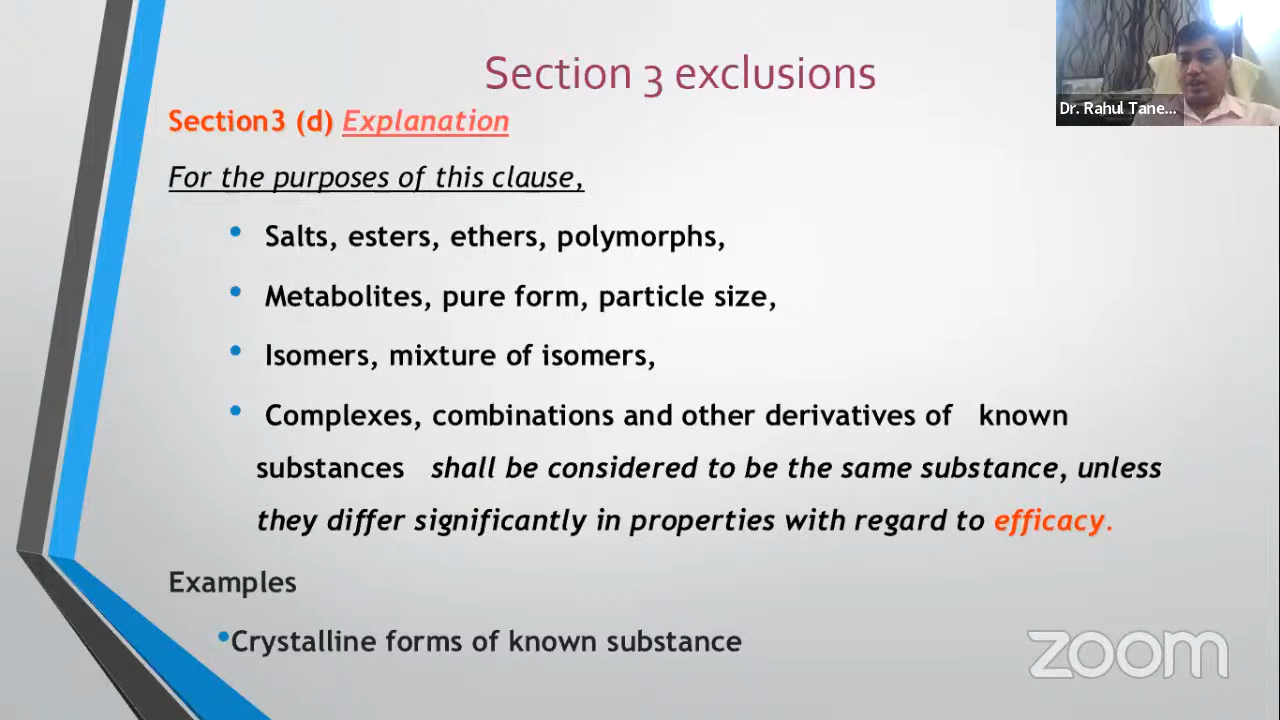 Section 3 exclusions
Dr. Rahul Tane...
Section3 (d) Explanation
For the purposes of this clause,
• Salts, esters, ethers, polymorphs,
• Metabolites, pure form, particle size,
• Isomers, mixture of isomers,
• Complexes, combinations and other derivatives of known
substances shall be considered to be the same substance, unless
they differ significantly in properties with regard to efficacy.
Examples
•Crystalline forms of known substance
zoom